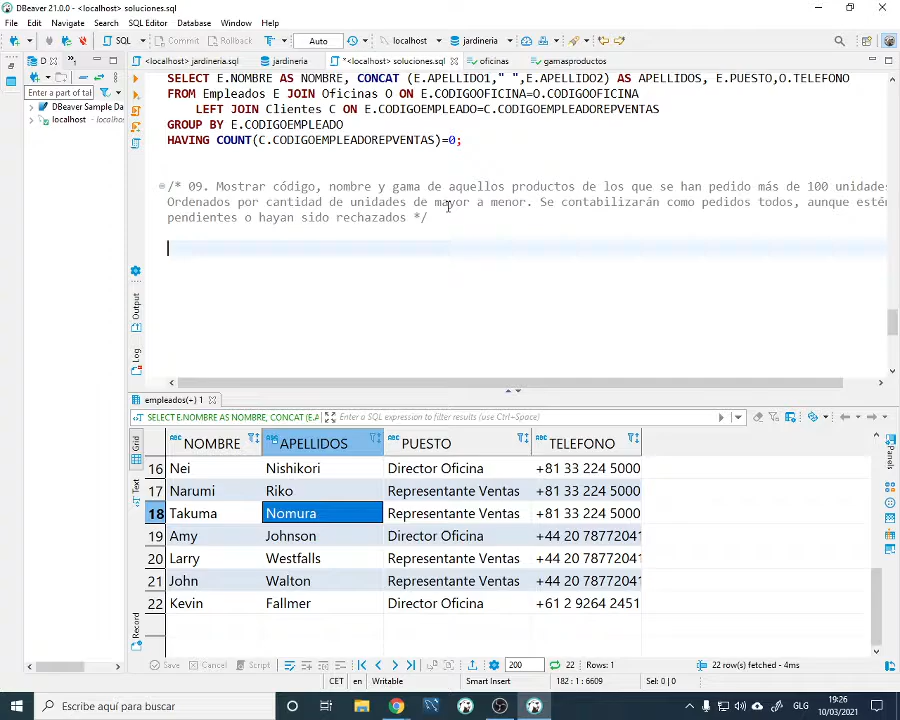 DBeaver 21.0.0 - <localhost> soluciones.sql
File Edit Navigate Search SQL Editor Database Window Help
SQL Commit Rollback Auto localhost jardineria
D <localhost> jardineria.sql jardineria *<localhost> soluciones.sql oficinas gamasproductos
Enter a part of tabl
DBeaver Sample Da
localhost - localhos
SELECT E.NOMBRE AS NOMBRE, CONCAT (E.APELLIDO1," ",E.APELLIDO2) AS APELLIDOS, E.PUESTO,O.TELEFONO
FROM Empleados E JOIN Oficinas O ON E.CODIGOOFICINA=O.CODIGOOFICINA
LEFT JOIN Clientes C ON E.CODIGOEMPLEADO=C.CODIGOEMPLEADOREPVENTAS
GROUP BY E.CODIGOEMPLEADO
HAVING COUNT(C.CODIGOEMPLEADOREPVENTAS)=0;
/* 09. Mostrar código, nombre y gama de aquellos productos de los que se han pedido más de 100 unidades
Ordenados por cantidad de unidades de mayor a menor. Se contabilizarán como pedidos todos, aunque estén
pendientes o hayan sido rechazados */
Output
Log
empleados(+) 1
SELECT E.NOMBRE AS NOMBRE, CONCAT (E.A Enter a SQL expression to filter results (use Ctrl+Space)
Grid
Text
Record
Panels
NOMBRE APELLIDOS PUESTO TELEFONO
16 Nei Nishikori Director Oficina +81 33 224 5000
17 Narumi Riko Representante Ventas +81 33 224 5000
18 Takuma Nomura Representante Ventas +81 33 224 5000
19 Amy Johnson Director Oficina +44 20 78772041
20 Larry Westfalls Representante Ventas +44 20 78772041
21 John Walton Representante Ventas +44 20 78772041
22 Kevin Fallmer Director Oficina +61 2 9264 2451
Save Cancel Script 200 22 Rows: 1 22 row(s) fetched - 4ms
CET en Writable Smart Insert 182 : 1 : 6609 Sel: 0 | 0
Escribe aquí para buscar
GLG
19:26
10/03/2021